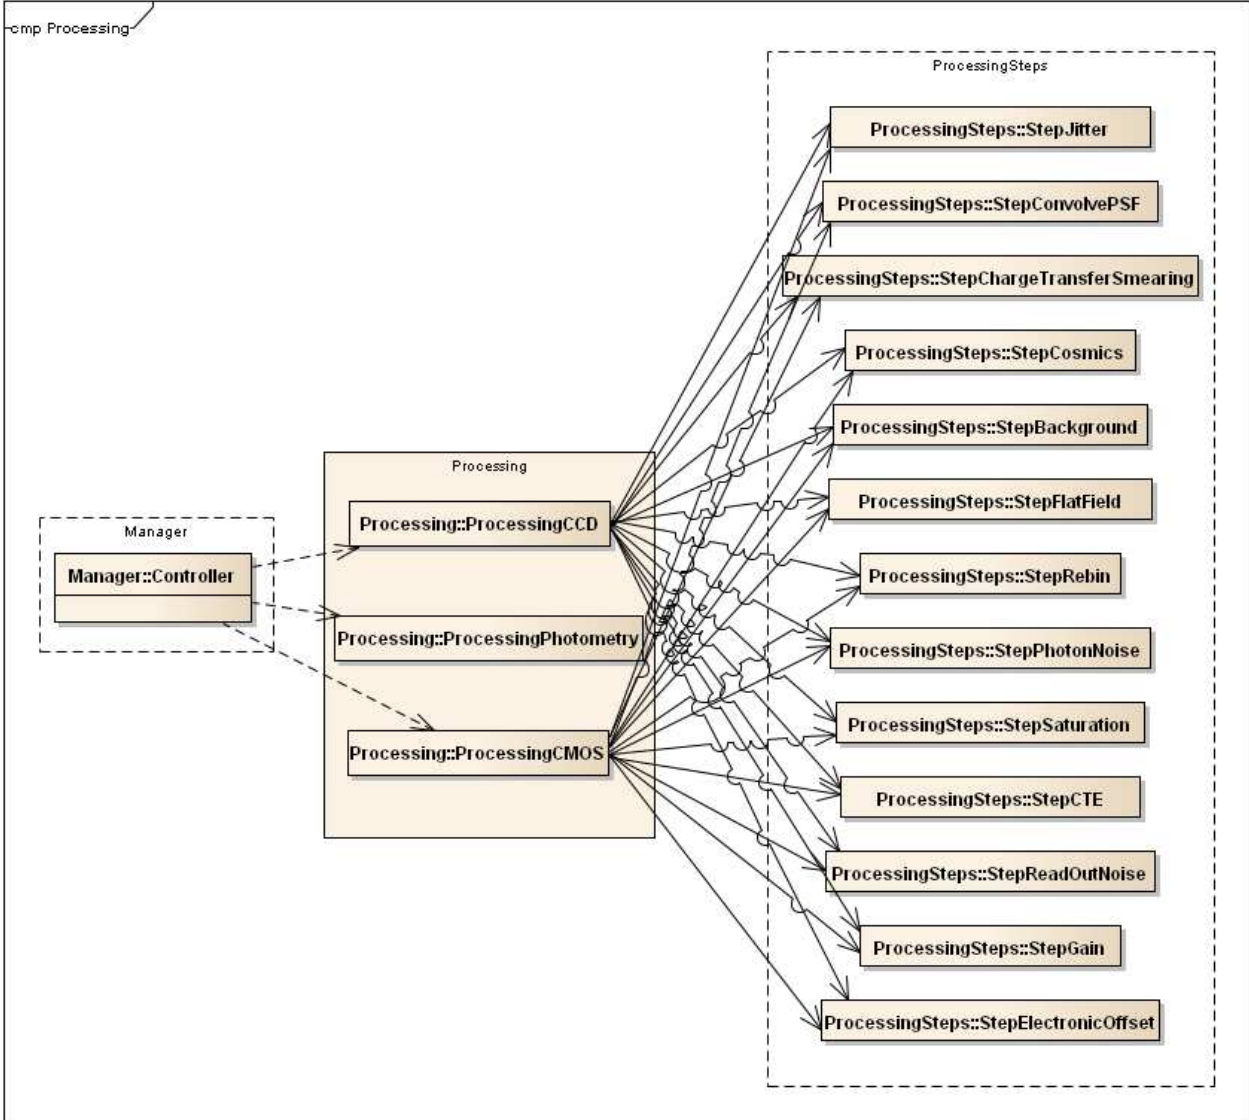 cmp Processing
ProcessingSteps
ProcessingSteps::StepJitter
ProcessingSteps::StepConvolvePSF
ProcessingSteps::StepChargeTransferSmearing
ProcessingSteps::StepCosmics
ProcessingSteps::StepBackground
Processing
ProcessingSteps::StepFlatField
Processing::ProcessingCCD
Manager
Manager::Controller
ProcessingSteps::StepRebin
Processing::ProcessingPhotometry
ProcessingSteps::StepPhotonNoise
ProcessingSteps::StepSaturation
Processing::ProcessingCMOS
ProcessingSteps::StepCTE
ProcessingSteps::StepReadOutNoise
ProcessingSteps::StepGain
ProcessingSteps::StepElectronicOffset